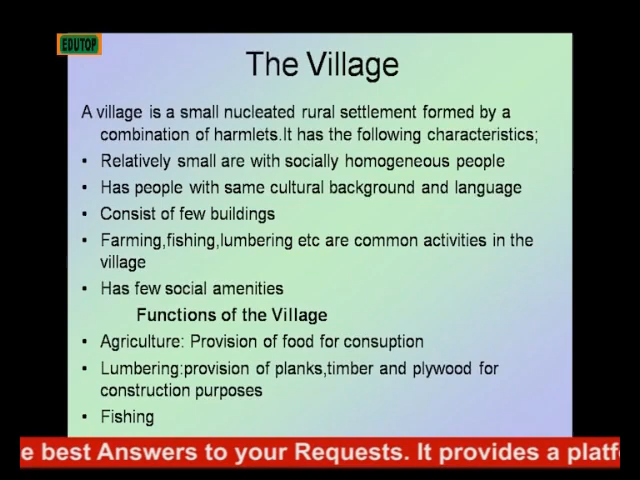 EDUTOP
The Village
A village is a small nucleated rural settlement formed by a
combination of harmlets.It has the following characteristics;
• Relatively small are with socially homogeneous people
• Has people with same cultural background and language
• Consist of few buildings
• Farming,fishing,lumbering etc are common activities in the
village
• Has few social amenities
Functions of the Village
• Agriculture: Provision of food for consuption
• Lumbering:provision of planks,timber and plywood for
construction purposes
• Fishing
e best Answers to your Requests. It provides a platfo